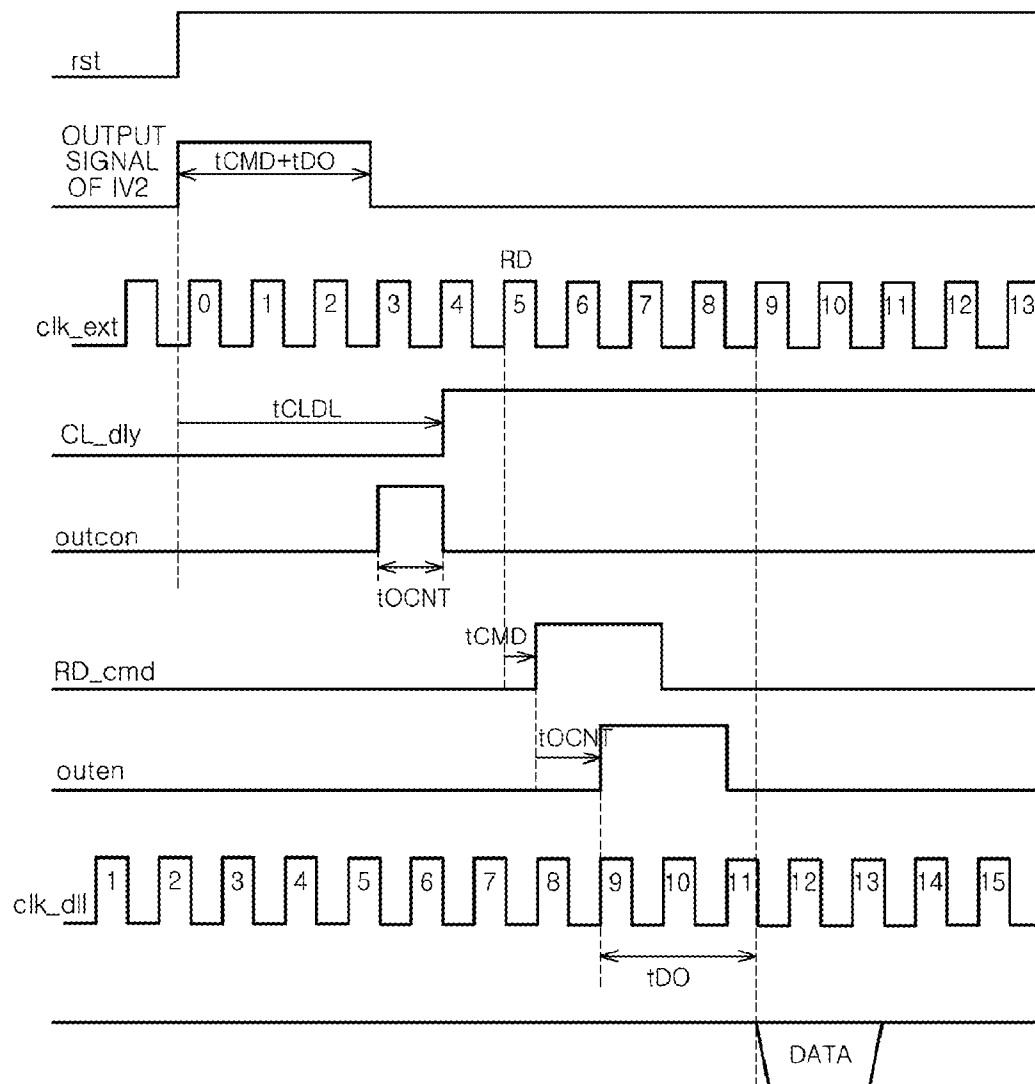 rst
OUTPUT
SIGNAL
OF IV2
tCMD+tDO
RD
clk_ext
0 1 2 3 4 5 6 7 8 9 10 11 12 13
tCLDL
CL_dly
outcon
tOCNT
tCMD
RD_cmd
tOCNT
outen
clk_dll
1 2 3 4 5 6 7 8 9 10 11 12 13 14 15
tDO
DATA